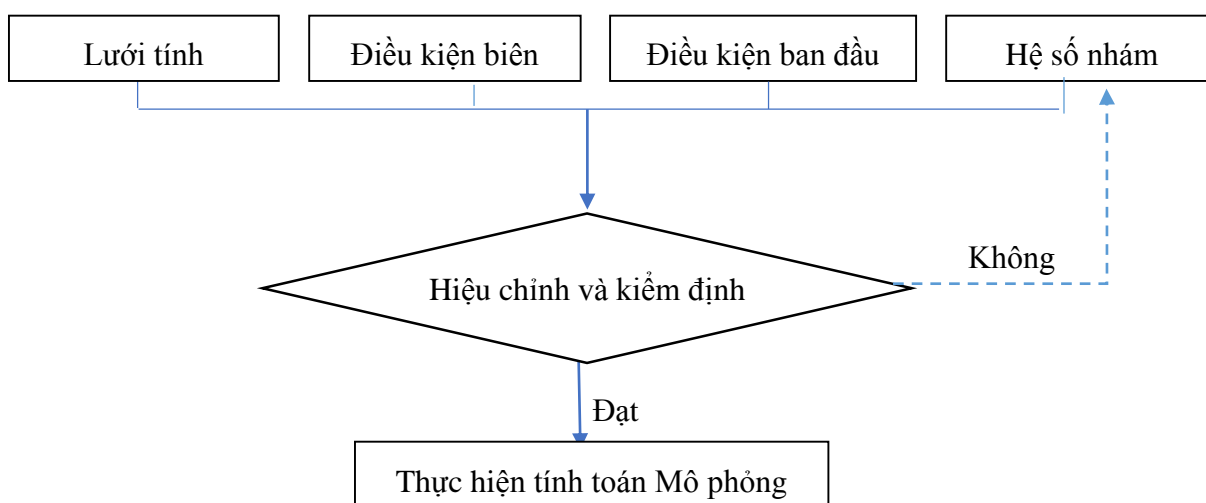 Lưới tính
Điều kiện biên
Điều kiện ban đầu
Hệ số nhám
Không
Hiệu chỉnh và kiểm định
Đạt
Thực hiện tính toán Mô phỏng